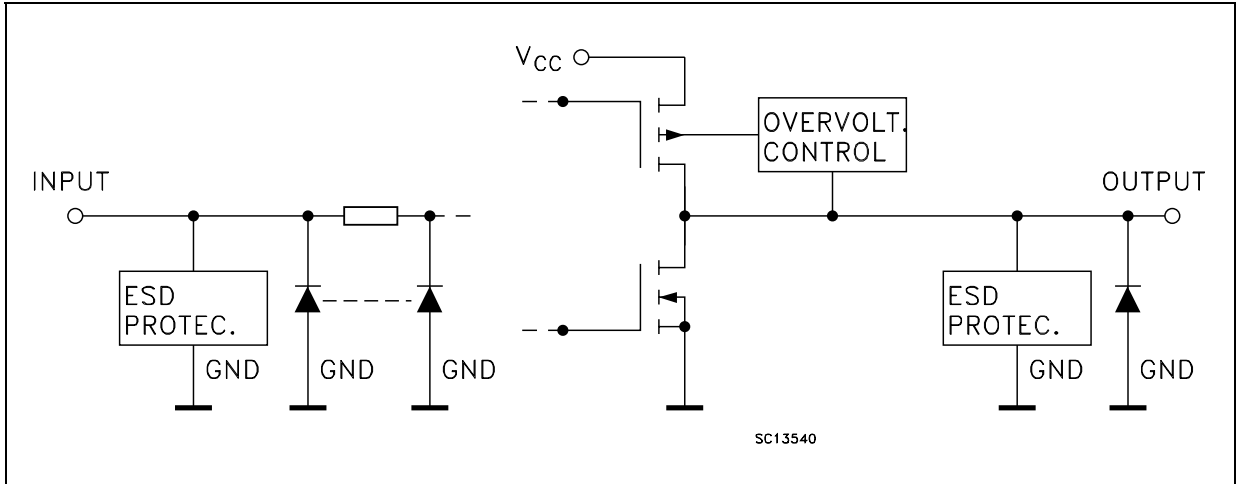 VCC
OVERVOLT.
CONTROL
INPUT
OUTPUT
ESD
PROTEC.
GND
GND
GND
ESD
PROTEC.
GND
GND
SC13540